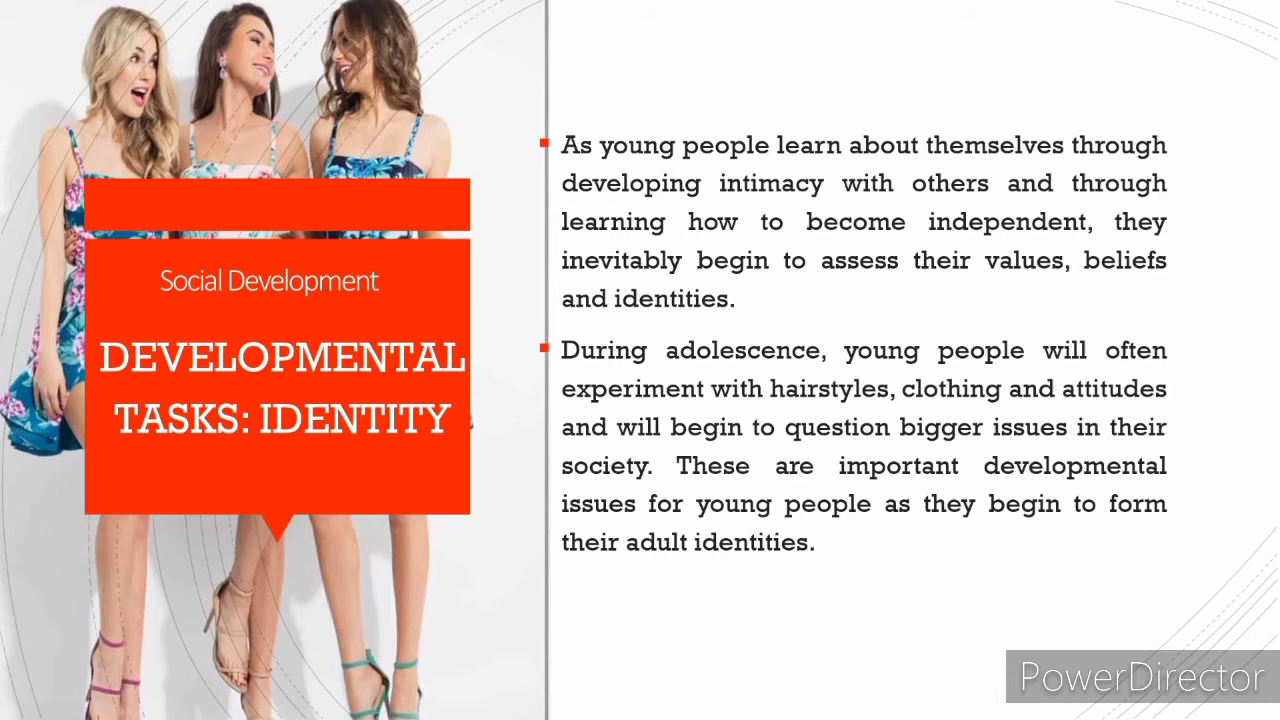 Social Development
DEVELOPMENTAL
TASKS: IDENTITY
As young people learn about themselves through
developing intimacy with others and through
learning how to become independent, they
inevitably begin to assess their values, beliefs
and identities.
During adolescence, young people will often
experiment with hairstyles, clothing and attitudes
and will begin to question bigger issues in their
society. These are important developmental
issues for young people as they begin to form
their adult identities.
PowerDirector